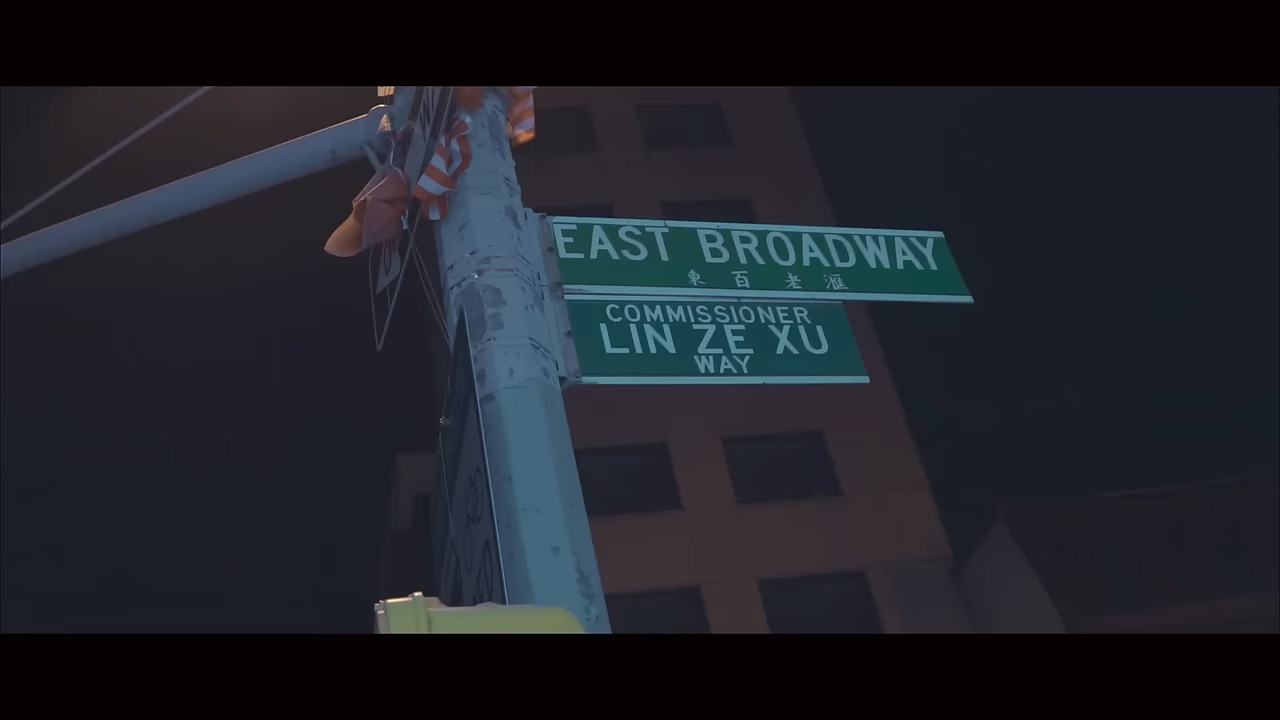 EAST BROADWAY
東百老滙
COMMISSIONER
LIN ZE XU
WAY